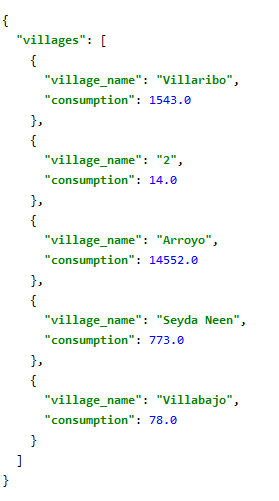 {
  "villages": [
    {
      "village_name": "Villaribo",
      "consumption": 1543.0
    },
    {
      "village_name": "2",
      "consumption": 14.0
    },
    {
      "village_name": "Arroyo",
      "consumption": 14552.0
    },
    {
      "village_name": "Seyda Neen",
      "consumption": 773.0
    },
    {
      "village_name": "Villabajo",
      "consumption": 78.0
    }
  ]
}